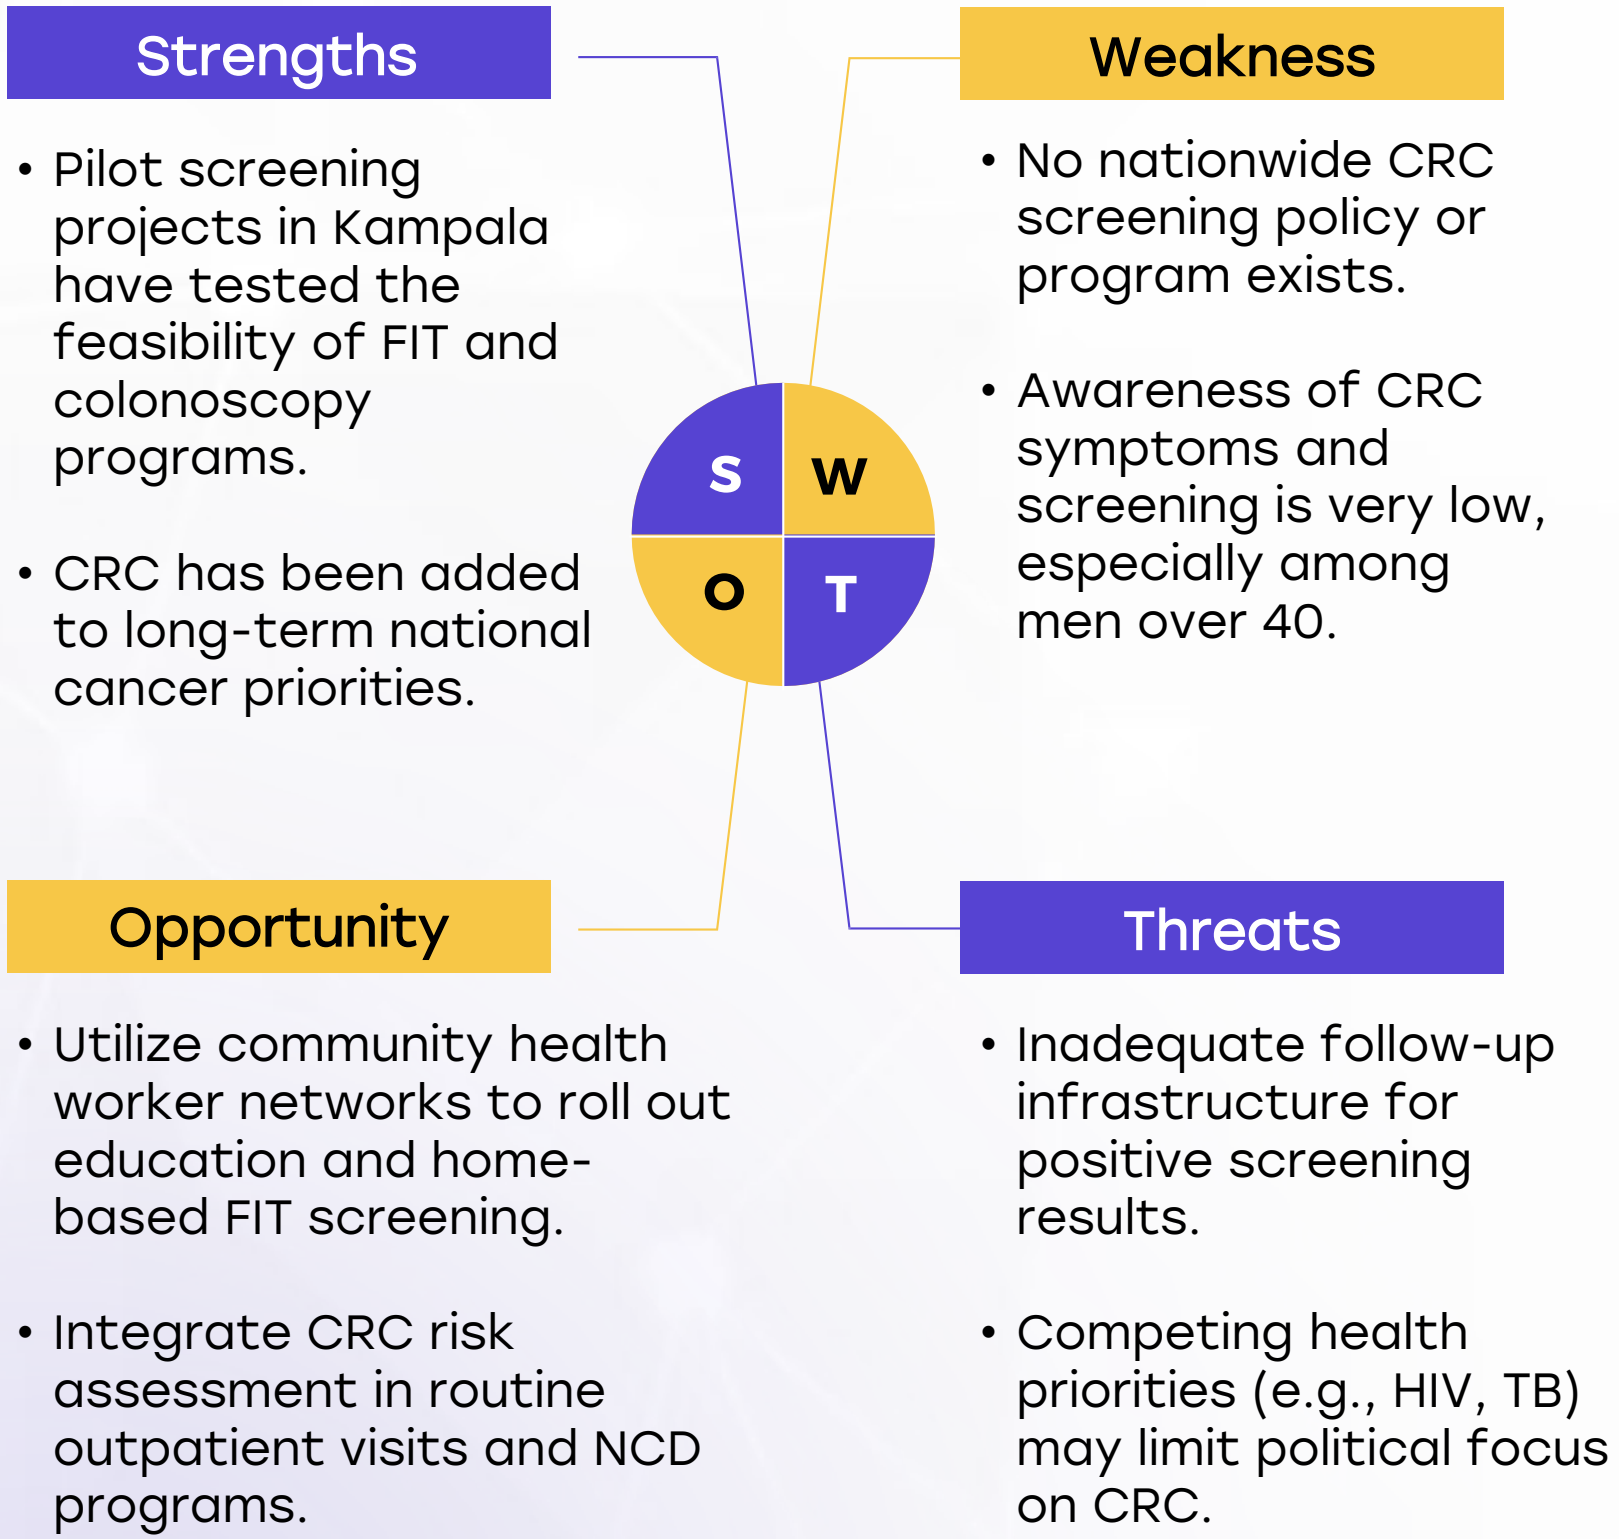 Strengths
• Pilot screening
projects in Kampala
have tested the
feasibility of FIT and
colonoscopy
programs.
• CRC has been added
to long-term national
cancer priorities.
Weakness
• No nationwide CRC
screening policy or
program exists.
• Awareness of CRC
symptoms and
screening is very low,
especially among
men over 40.
S
W
O
T
Opportunity
• Utilize community health
worker networks to roll out
education and home-
based FIT screening.
• Integrate CRC risk
assessment in routine
outpatient visits and NCD
programs.
Threats
• Inadequate follow-up
infrastructure for
positive screening
results.
• Competing health
priorities (e.g., HIV, TB)
may limit political focus
on CRC.